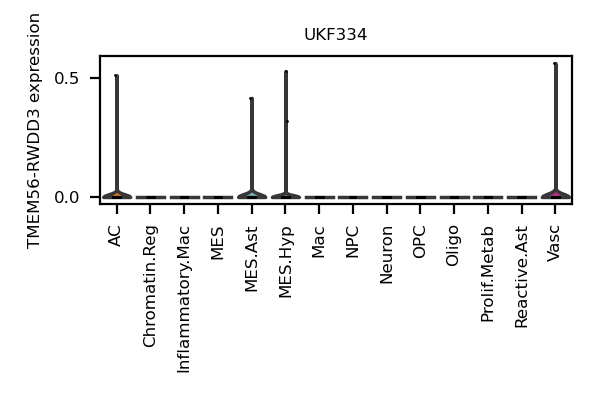 UKF334
TMEM56-RWDD3 expression
0.5
0.0
AC
Chromatin.Reg
Inflammatory.Mac
MES
MES.Ast
MES.Hyp
Mac
NPC
Neuron
OPC
Oligo
Prolif.Metab
Reactive.Ast
Vasc